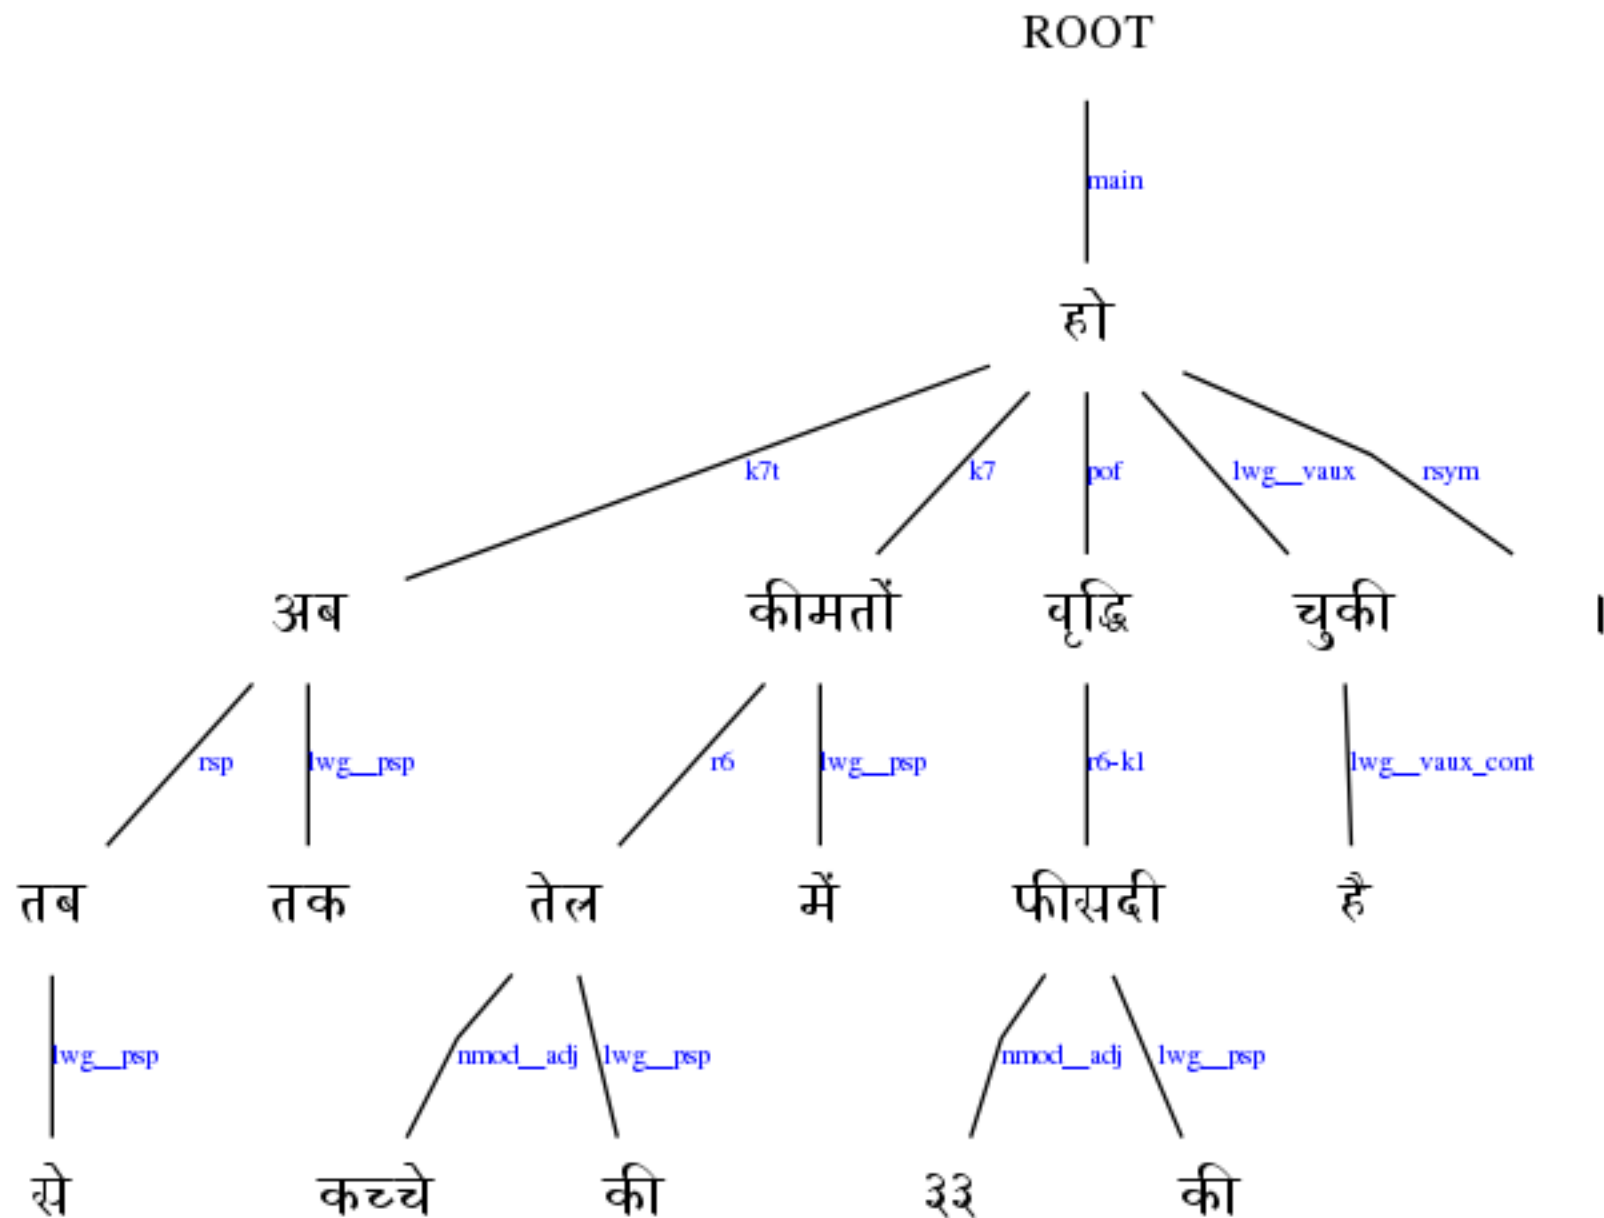 ROOT
main
हो
k7t k7 pof lwg__vaux rsym
अब कीमतों वृद्धि चुकी ।
rsp lwg__psp r6 lwg__psp r6-k1 lwg__vaux_cont
तब तक तेल में फीसदी है
lwg__psp nmod__adj lwg__psp nmod__adj lwg__psp
से कच्चे की ३३ की